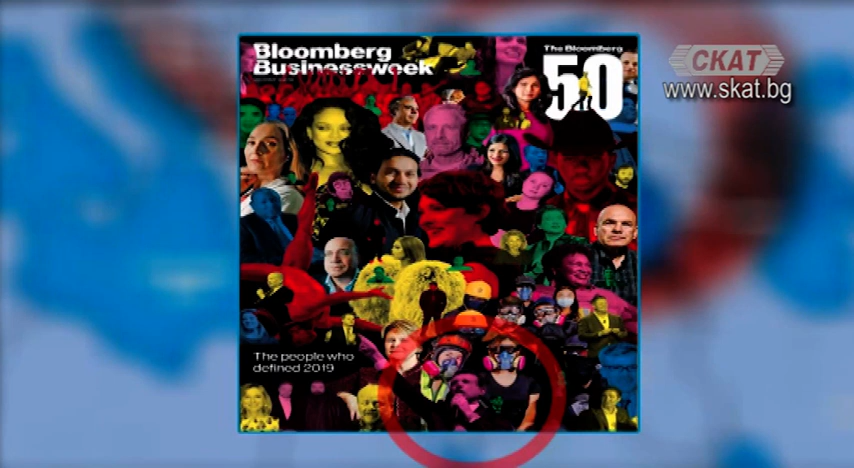 Bloomberg
Businessweek
The Bloomberg
50
СКАТ
www.skat.bg
The people who
defined 2019